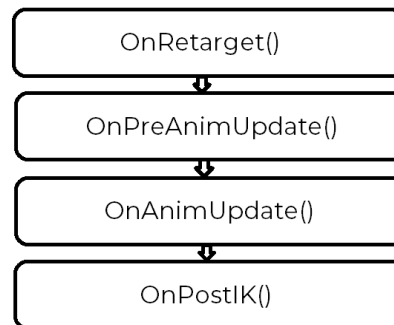 OnRetarget()
OnPreAnimUpdate()
OnAnimUpdate()
OnPostIK()